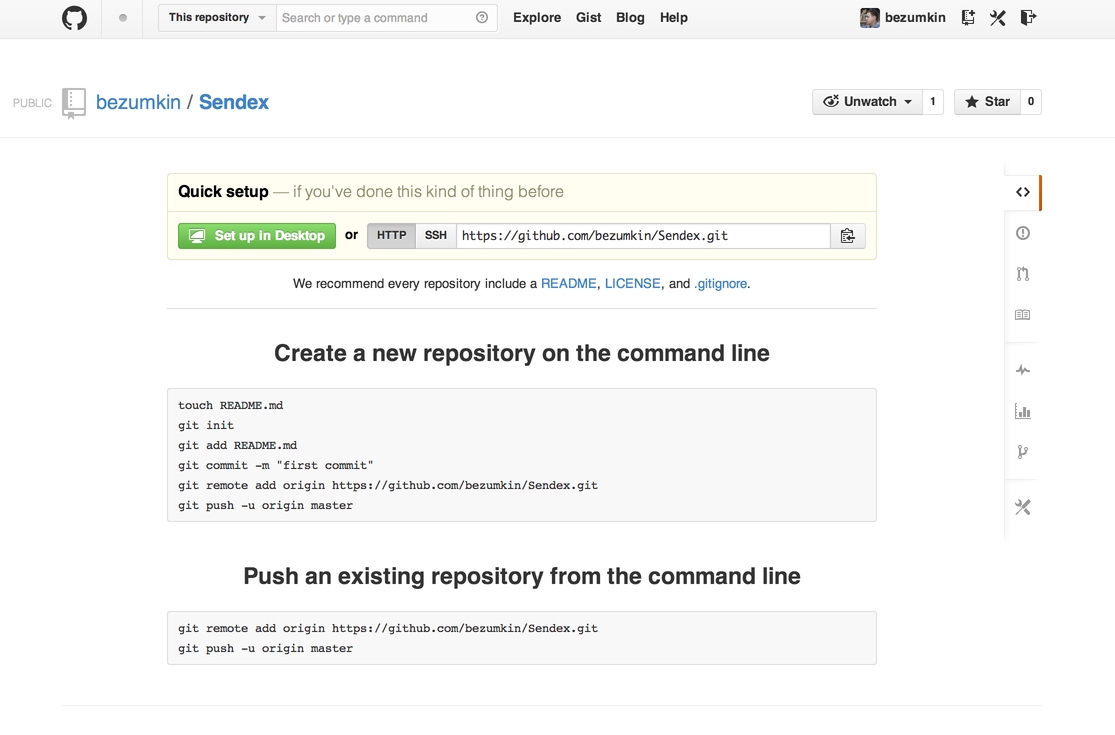 This repository Search or type a command Explore Gist Blog Help bezumkin
PUBLIC bezumkin / Sendex Unwatch 1 Star 0
Quick setup — if you've done this kind of thing before
Set up in Desktop or HTTP SSH https://github.com/bezumkin/Sendex.git
We recommend every repository include a README, LICENSE, and .gitignore.
Create a new repository on the command line
touch README.md
git init
git add README.md
git commit -m "first commit"
git remote add origin https://github.com/bezumkin/Sendex.git
git push -u origin master
Push an existing repository from the command line
git remote add origin https://github.com/bezumkin/Sendex.git
git push -u origin master